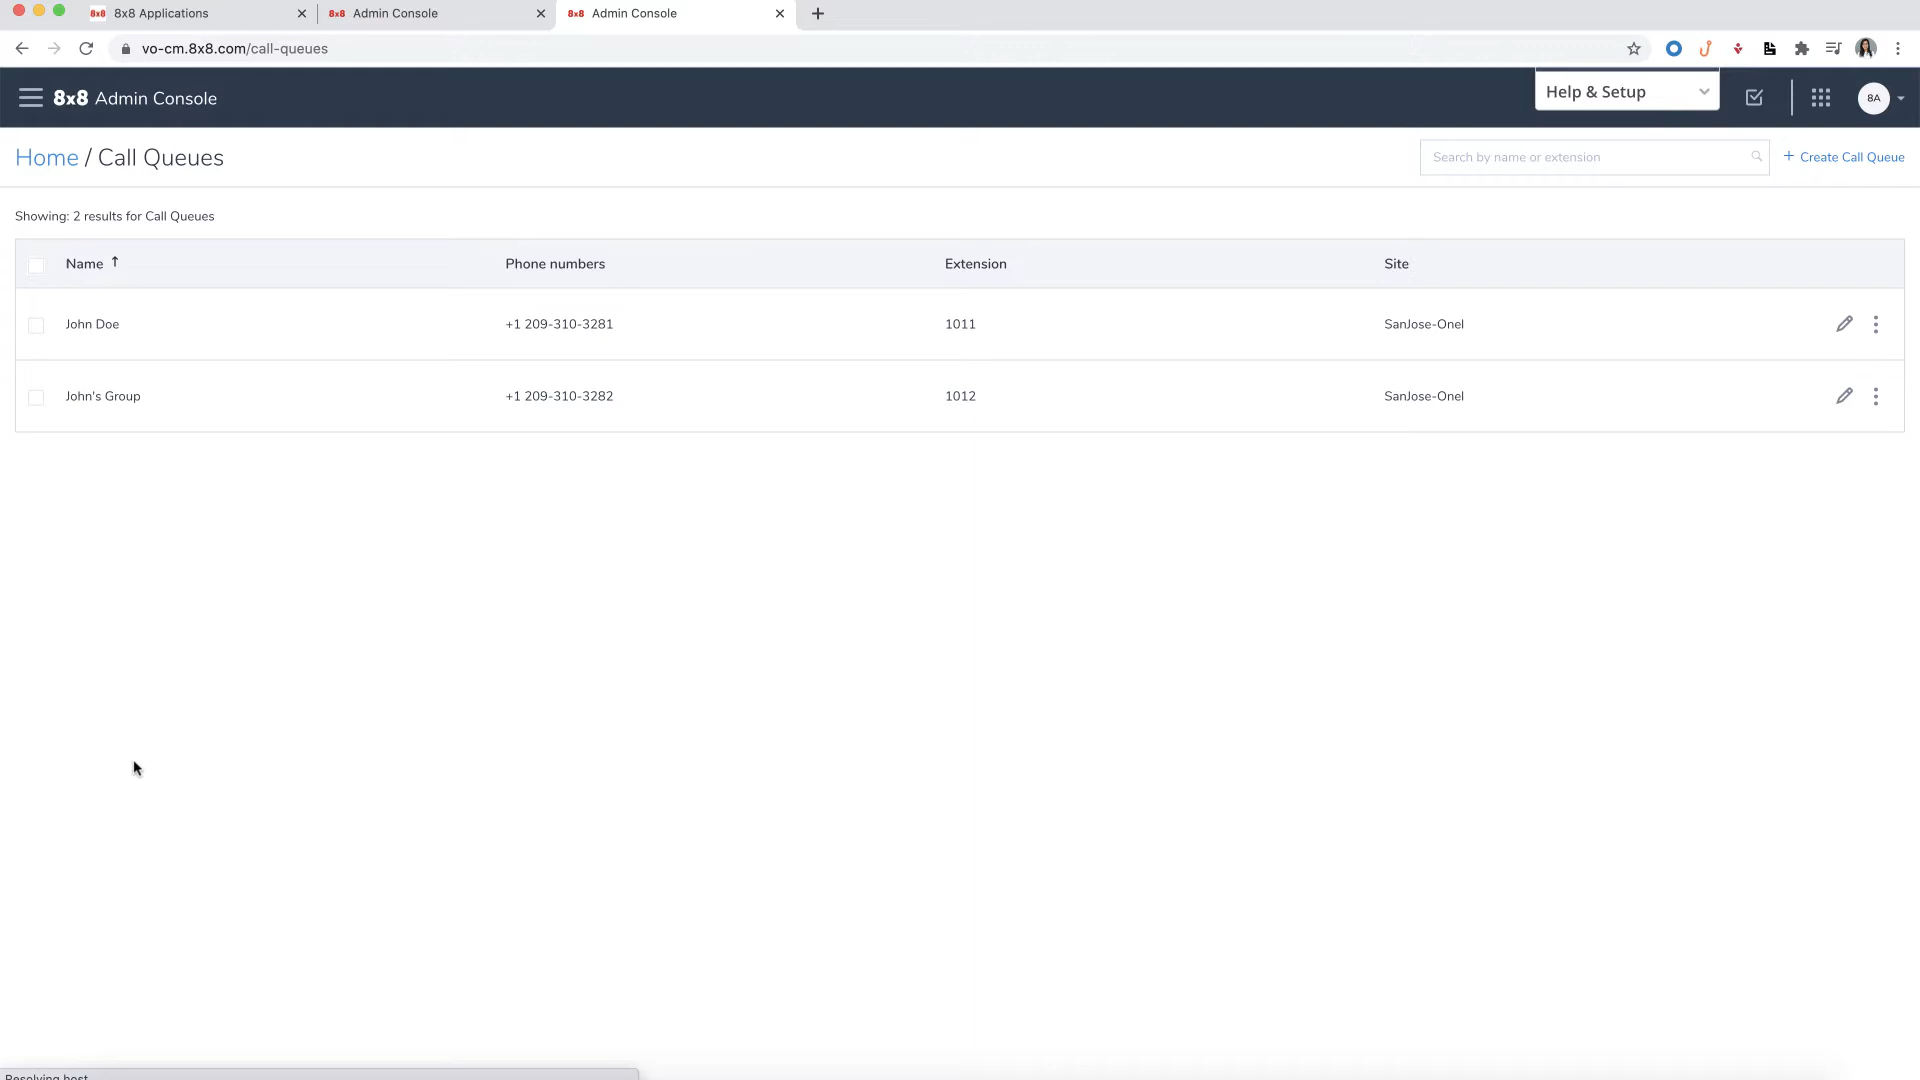 8x8 8x8 Applications
8x8 Admin Console
8x8 Admin Console
vo-cm.8x8.com/call-queues
8x8 Admin Console
Help & Setup
8A
Home / Call Queues
Search by name or extension
+ Create Call Queue
Showing: 2 results for Call Queues
Name ↑ Phone numbers Extension Site
John Doe +1 209-310-3281 1011 SanJose-Onel
John's Group +1 209-310-3282 1012 SanJose-Onel
Resolving host